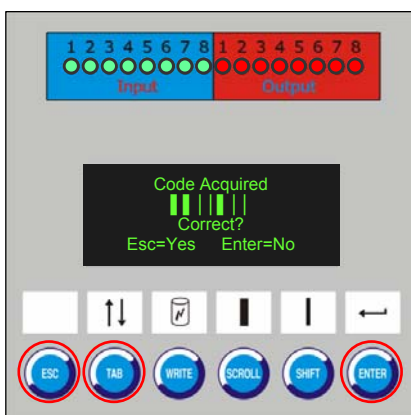 1 2 3 4 5 6 7 8 1 2 3 4 5 6 7 8
Input Output
Code Acquired
Correct?
Esc=Yes Enter=No
ESC TAB WRITE SCROLL SHIFT ENTER